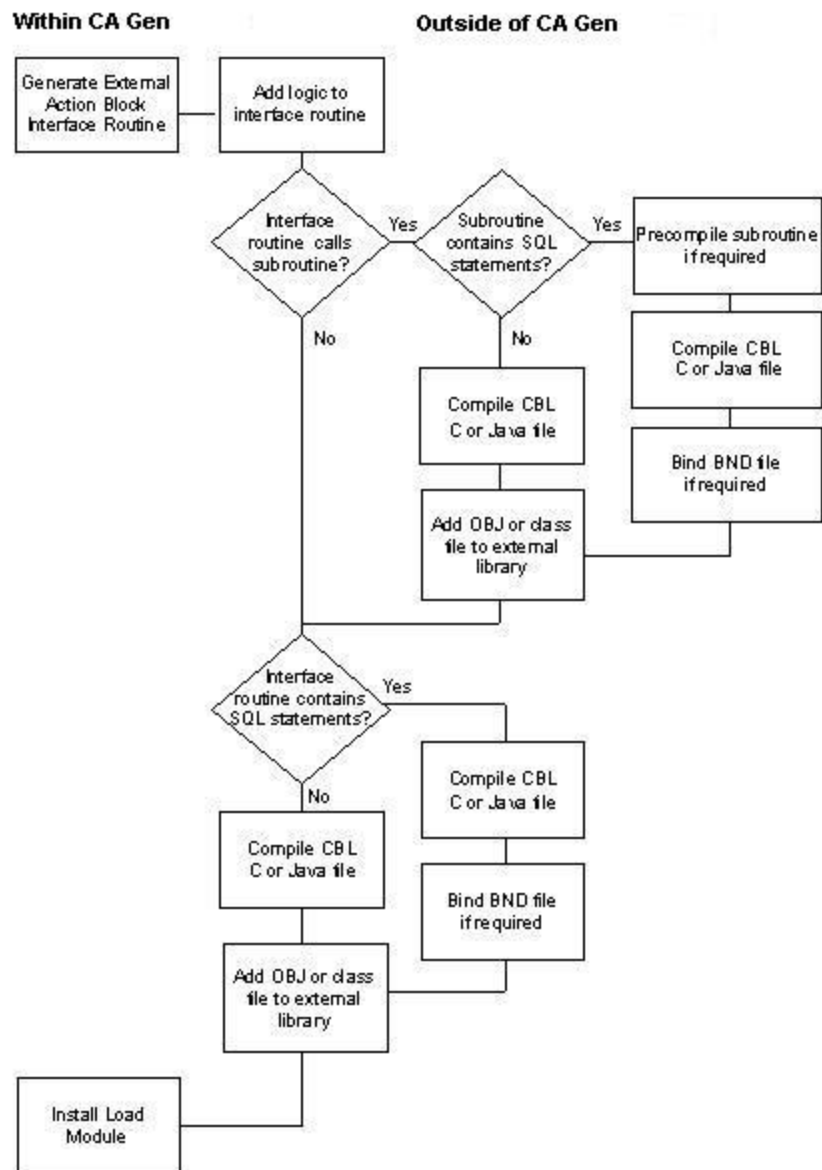 Within CA Gen
Outside of CA Gen
Generate External
Action Block
Interface Routine
Add logic to
interface routine
Interface
routine calls
subroutine?
Yes
Subroutine
contains SQL
statements?
Yes
Precompile subroutine
if required
No
No
Compile CBL
C or Java file
Compile CBL
C or Java file
Bind BND file
if required
Add OBJ or class
file to external
library
Interface
routine contains
SQL statements?
Yes
No
Compile CBL
C or Java file
Compile CBL
C or Java file
Bind BND file
if required
Add OBJ or class
file to external
library
Install Load
Module